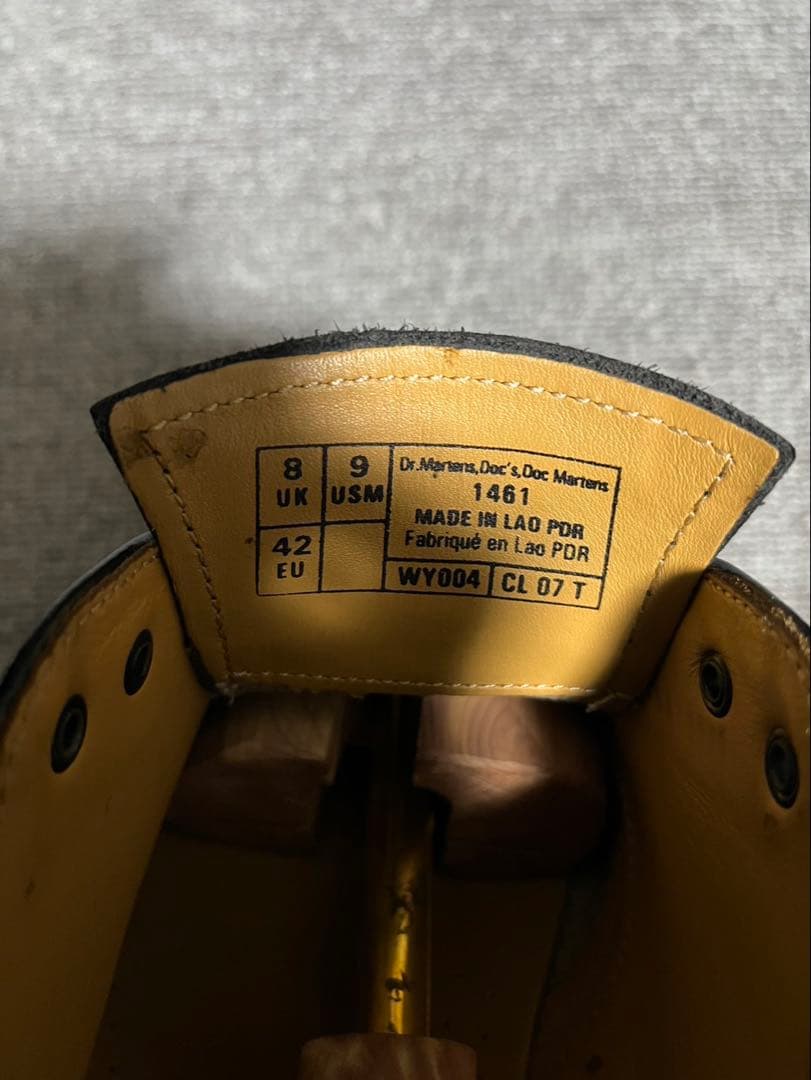 8
UK
9
USM
42
EU
Dr.Martens,Doc's,Doc Martens
1461
MADE IN LAO PDR
Fabriqué en Lao PDR
WY004
CL 07 T